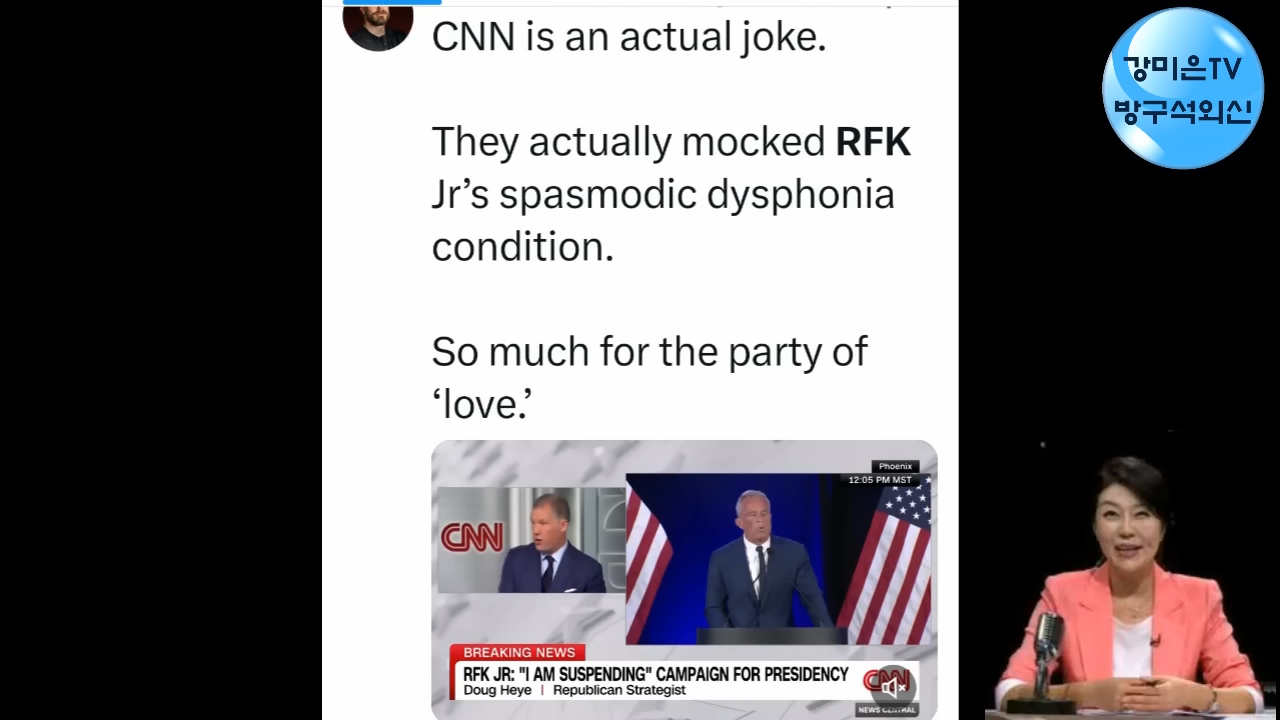 CNN is an actual joke.
They actually mocked RFK
Jr’s spasmodic dysphonia
condition.
So much for the party of
‘love.’
강미은TV
방구석외신
Phoenix
12:05 PM MST
CNN
BREAKING NEWS
RFK JR: "I AM SUSPENDING" CAMPAIGN FOR PRESIDENCY
Doug Heye | Republican Strategist
CNN
NEWS CENTRAL